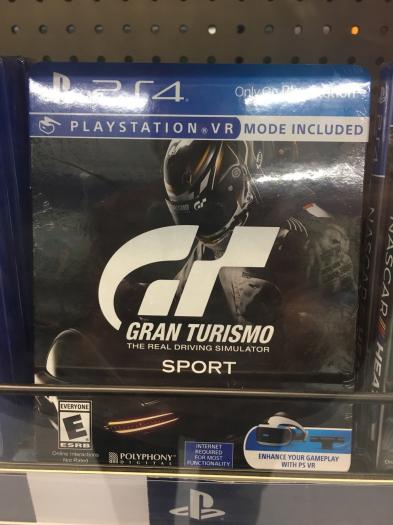 PS4
Only On PlayStation
PLAYSTATION®VR MODE INCLUDED
GT
GRAN TURISMO
THE REAL DRIVING SIMULATOR
SPORT
EVERYONE
E
ESRB
Online Interactions
Not Rated
POLYPHONY
DIGITAL
INTERNET
REQUIRED
FOR MOST
FUNCTIONALITY
ENHANCE YOUR GAMEPLAY
WITH PS VR
NASCAR HEA